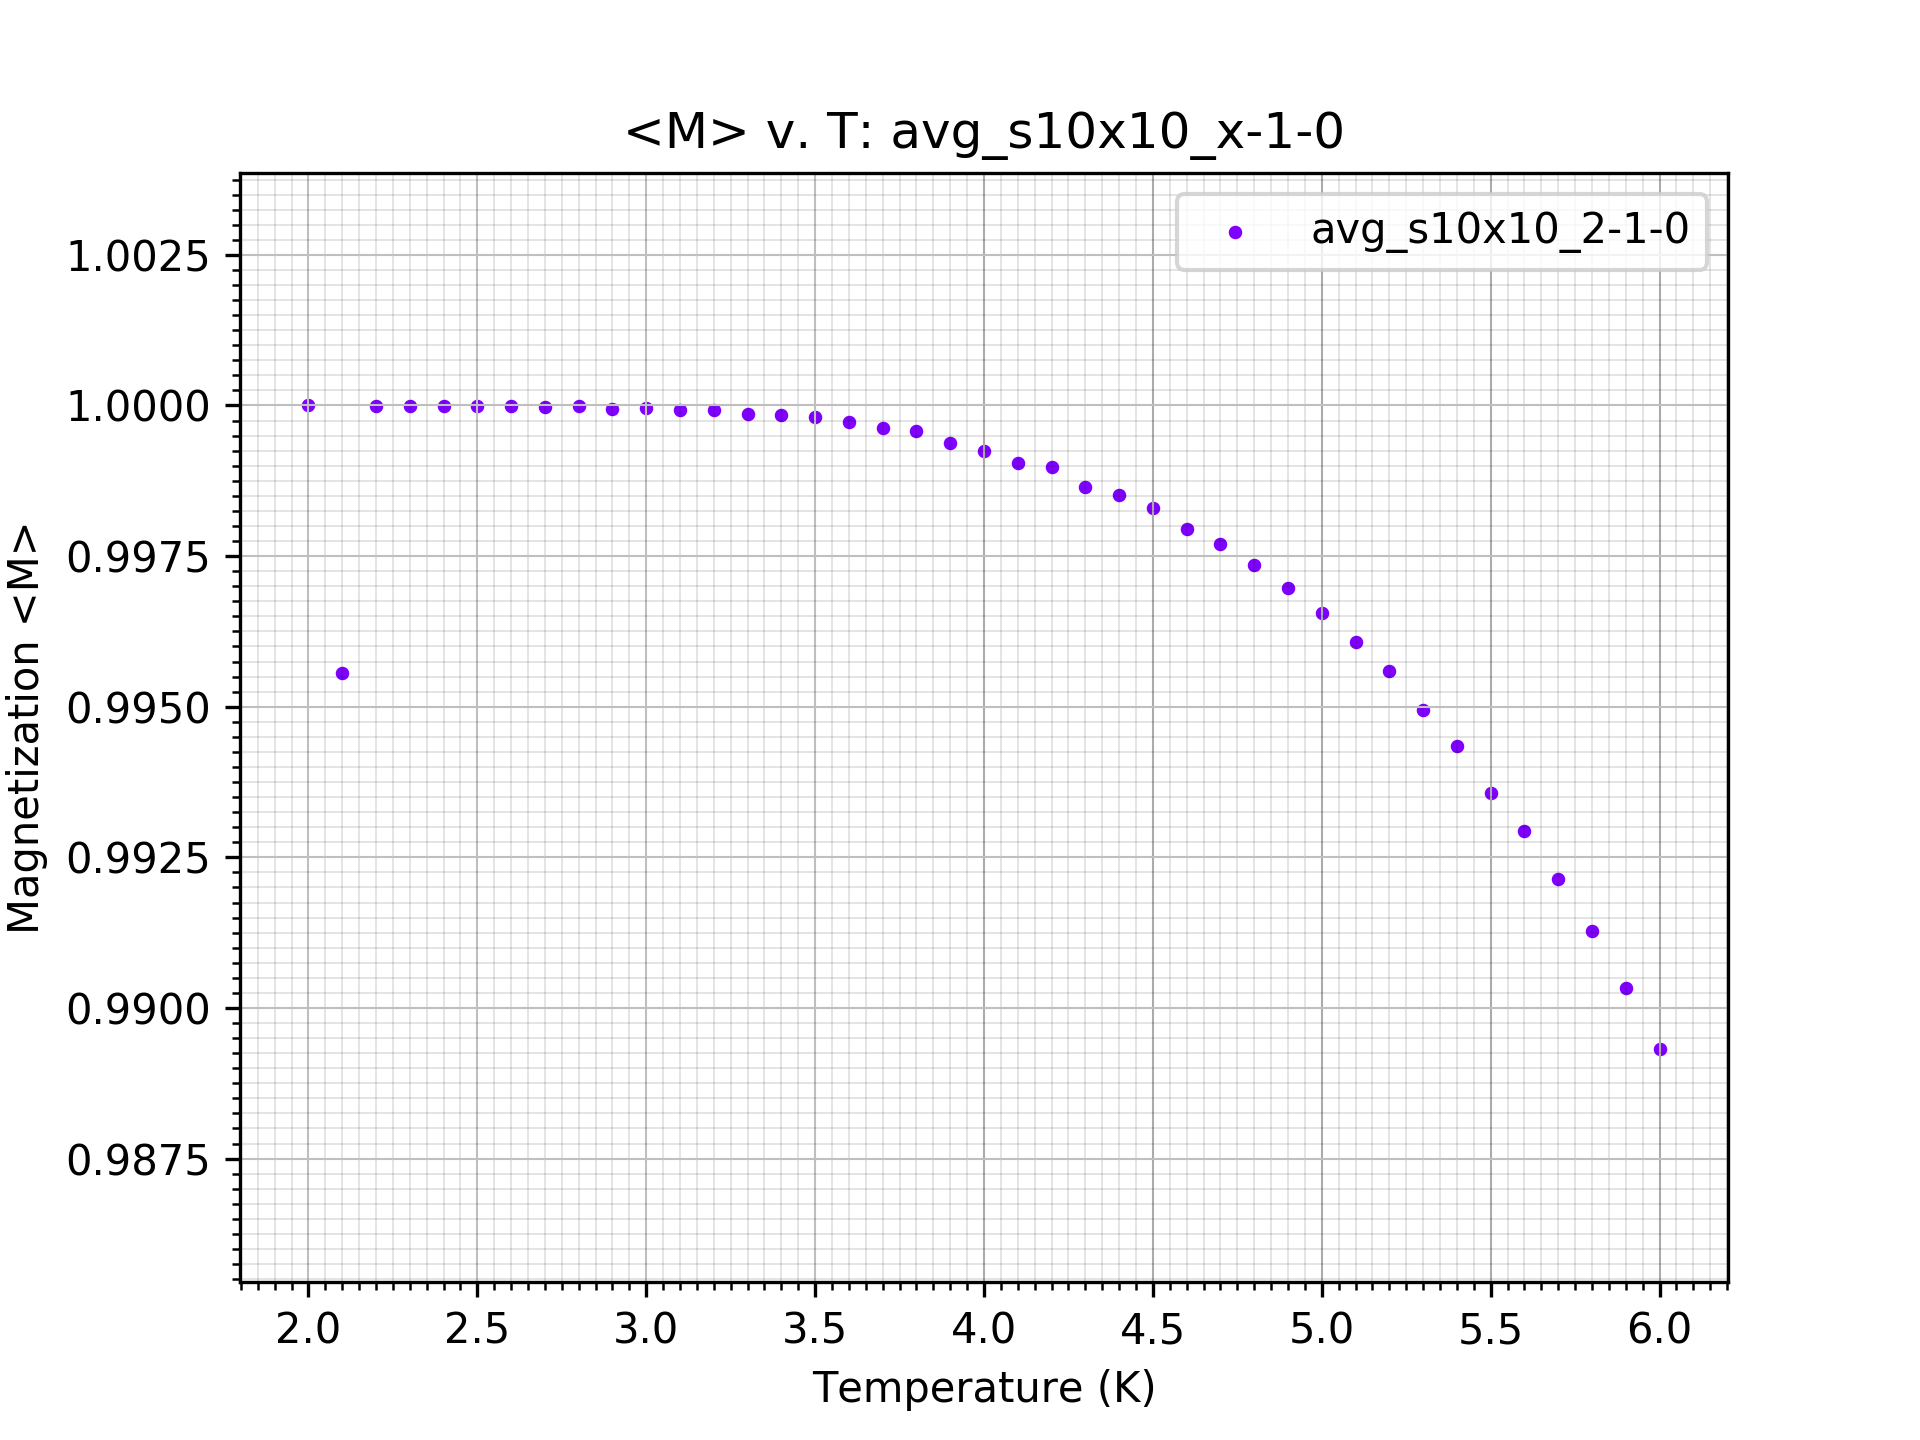 <M> v. T: avg_s10x10_x-1-0
avg_s10x10_2-1-0
1.0025
1.0000
0.9975
0.9950
0.9925
0.9900
0.9875
Magnetization <M>
2.0 2.5 3.0 3.5 4.0 4.5 5.0 5.5 6.0
Temperature (K)